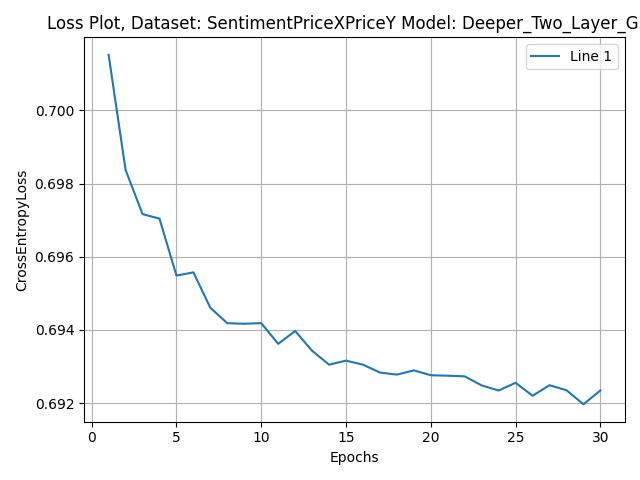 Loss Plot, Dataset: SentimentPriceXPriceY Model: Deeper_Two_Layer_G
Line 1
0.700
0.698
0.696
0.694
0.692
CrossEntropyLoss
0 5 10 15 20 25 30
Epochs